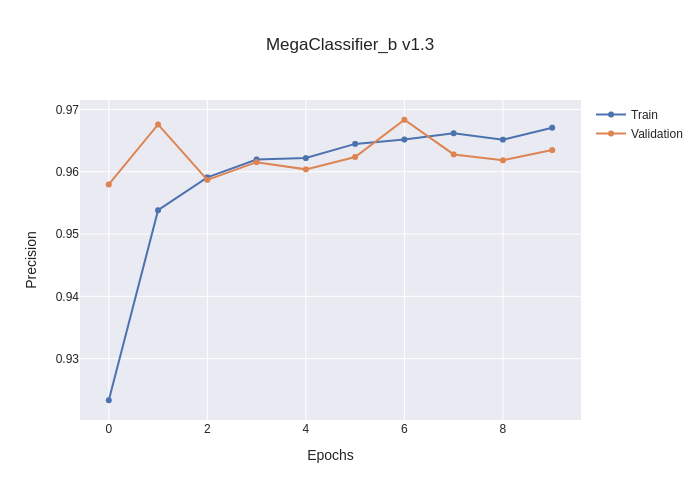 MegaClassifier_b v1.3
0.97
0.96
0.95
0.94
0.93
Precision
0 2 4 6 8
Epochs
Train
Validation